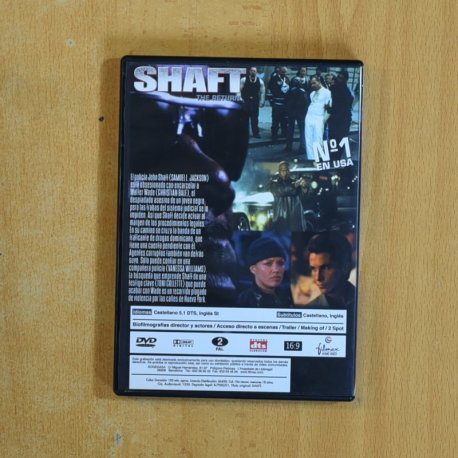 SHAFT
THE RETURN
Nº1
EN USA
El policía John Shaft (SAMUEL L. JACKSON)
está obsesionado con encarcelar a
Walter Wade (CHRISTIAN BALE), el
despiadado asesino de un joven negro,
pero las trabas del sistema judicial se lo
impiden. Así que Shaft decide actuar al
margen de los procedimientos legales.
En su camino se cruza la banda de un
traficante de drogas dominicano, que
tiene una cuenta pendiente con él.
Agentes corruptos también van detrás
suyo. Sólo puede confiar en una
compañera policía (VANESSA WILLIAMS).
La búsqueda que emprende Shaft de una
testigo clave (TONI COLLETTE) que puede
acabar con Wade es un recorrido plagado
de violencia por las calles de Nueva York.
Idiomas Castellano 5.1 DTS, Inglés St Subtítulos Castellano, Inglés
Biofilmografías director y actores / Acceso directo a escenas / Trailer / Making of / 2 Spot
DVD DOLBY DIGITAL 2 PAL dts 16:9 filmax